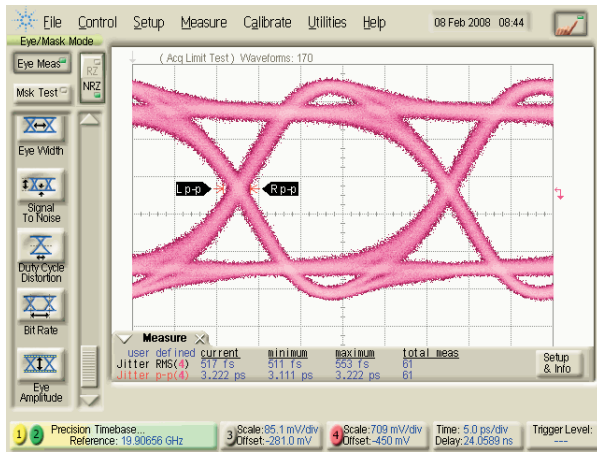 File Control Setup Measure Calibrate Utilities Help 08 Feb 2008 08:44
Eye/Mask Mode
( Acq Limit Test ) Waveforms: 170
Eye Meas
RZ
Msk Test
NRZ
Eye Width
L p-p R p-p
Signal
To Noise
Duty Cycle
Distortion
Bit Rate
Measure
user defined current minimum maximum total meas
Jitter RMS(4) 517 fs 511 fs 553 fs 61
Jitter p-p(4) 3.222 ps 3.111 ps 3.222 ps 61
Setup
& Info
Eye
Amplitude
1 2 Precision Timebase...
Reference: 19.90656 GHz
3 Scale:85.1 mV/div
Offset:-281.0 mV
4 Scale:709 mV/div
Offset:-450 mV
Time: 5.0 ps/div
Delay:24.0589 ns
Trigger Level:
---